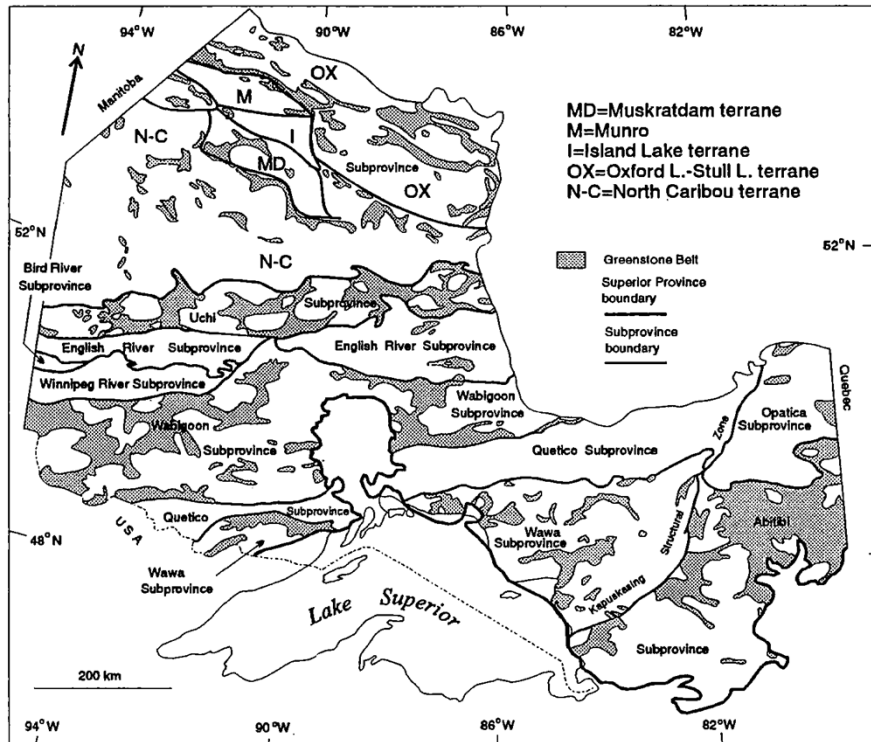 94°W
90°W
86°W
82°W
N
Manitoba
OX
M
N-C
I
MD
Subprovince
OX
MD=Muskratdam terrane
M=Munro
I=Island Lake terrane
OX=Oxford L.-Stull L. terrane
N-C=North Caribou terrane
52°N
52°N
Bird River
Subprovince
N-C
Greenstone Belt
Superior Province
boundary
Subprovince
boundary
Uchi
Subprovince
English River Subprovince
English River Subprovince
Winnipeg River Subprovince
Wabigoon
Subprovince
Wabigoon
Subprovince
Quebec
Opatica
Subprovince
Zone
Quetico Subprovince
Quetico
Subprovince
USA
48°N
Wawa
Subprovince
Wawa
Subprovince
Structural
Kapuskasing
Abitibi
Subprovince
Lake Superior
200 km
94°W
90°W
86°W
82°W